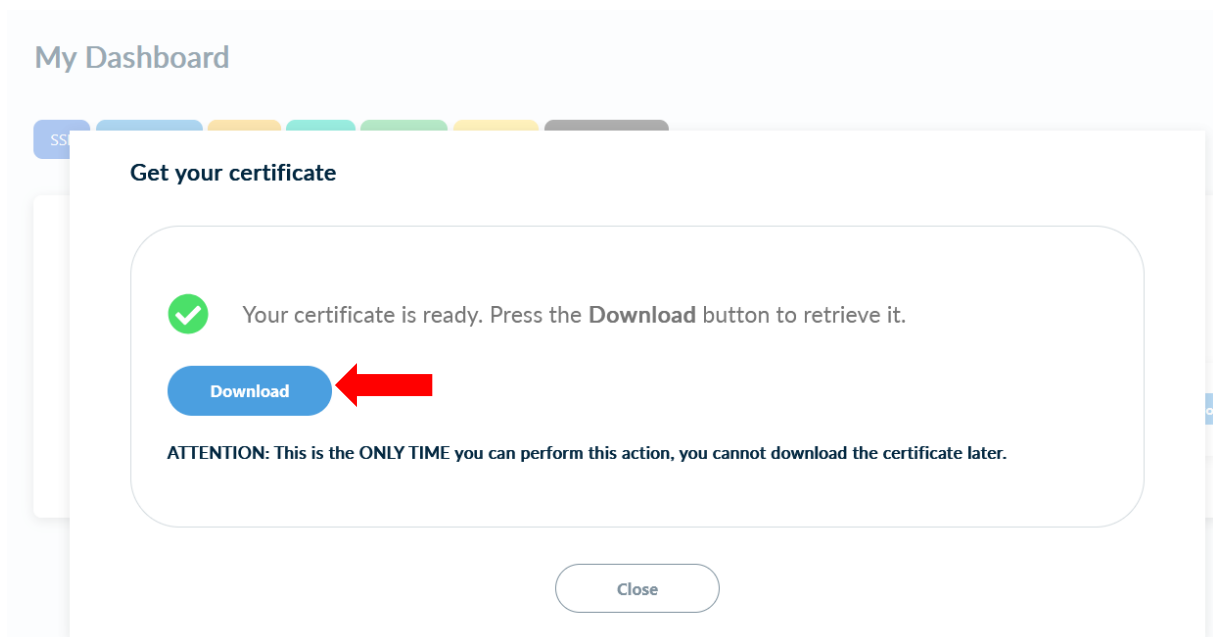 My Dashboard
Get your certificate
Your certificate is ready. Press the Download button to retrieve it.
Download
ATTENTION: This is the ONLY TIME you can perform this action, you cannot download the certificate later.
Close